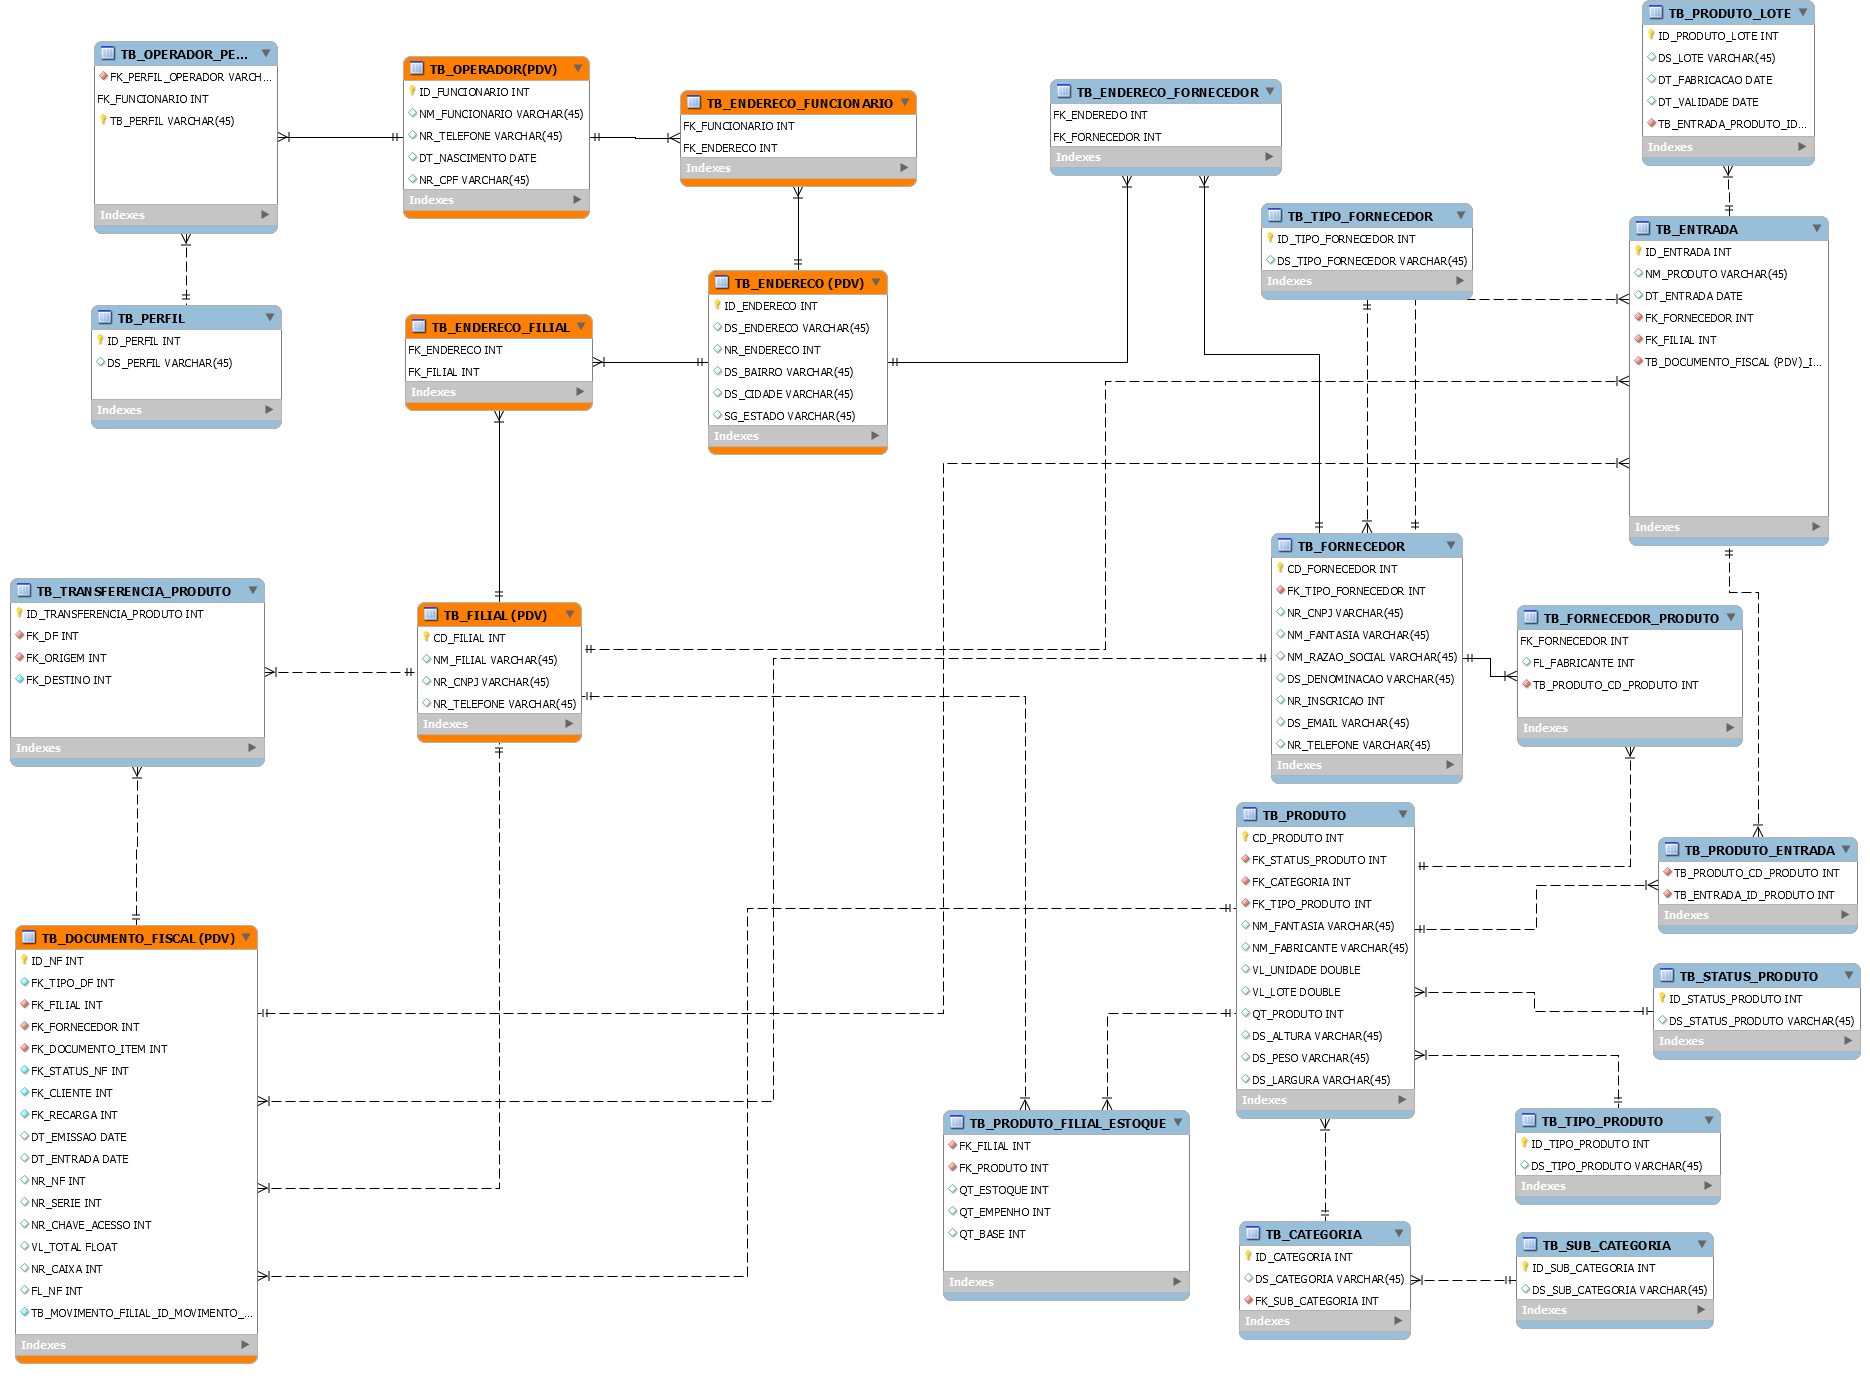 TB_OPERADOR_PE...
FK_PERFIL_OPERADOR VARCH...
FK_FUNCIONARIO INT
TB_PERFIL VARCHAR(45)
Indexes
TB_PERFIL
ID_PERFIL INT
DS_PERFIL VARCHAR(45)
Indexes
TB_OPERADOR(PDV)
ID_FUNCIONARIO INT
NM_FUNCIONARIO VARCHAR(45)
NR_TELEFONE VARCHAR(45)
DT_NASCIMENTO DATE
NR_CPF VARCHAR(45)
Indexes
TB_ENDERECO_FUNCIONARIO
FK_FUNCIONARIO INT
FK_ENDERECO INT
Indexes
TB_ENDERECO (PDV)
ID_ENDERECO INT
DS_ENDERECO VARCHAR(45)
NR_ENDERECO INT
DS_BAIRRO VARCHAR(45)
DS_CIDADE VARCHAR(45)
SG_ESTADO VARCHAR(45)
Indexes
TB_ENDERECO_FILIAL
FK_ENDERECO INT
FK_FILIAL INT
Indexes
TB_ENDERECO_FORNECEDOR
FK_ENDEREDO INT
FK_FORNECEDOR INT
Indexes
TB_TIPO_FORNECEDOR
ID_TIPO_FORNECEDOR INT
DS_TIPO_FORNECEDOR VARCHAR(45)
Indexes
TB_PRODUTO_LOTE
ID_PRODUTO_LOTE INT
DS_LOTE VARCHAR(45)
DT_FABRICACAO DATE
DT_VALIDADE DATE
TB_ENTRADA_PRODUTO_ID...
Indexes
TB_ENTRADA
ID_ENTRADA INT
NM_PRODUTO VARCHAR(45)
DT_ENTRADA DATE
FK_FORNECEDOR INT
FK_FILIAL INT
TB_DOCUMENTO_FISCAL (PDV)_I...
Indexes
TB_TRANSFERENCIA_PRODUTO
ID_TRANSFERENCIA_PRODUTO INT
FK_DF INT
FK_ORIGEM INT
FK_DESTINO INT
Indexes
TB_FILIAL (PDV)
CD_FILIAL INT
NM_FILIAL VARCHAR(45)
NR_CNPJ VARCHAR(45)
NR_TELEFONE VARCHAR(45)
Indexes
TB_FORNECEDOR
CD_FORNECEDOR INT
FK_TIPO_FORNECEDOR INT
NR_CNPJ VARCHAR(45)
NM_FANTASIA VARCHAR(45)
NM_RAZAO_SOCIAL VARCHAR(45)
DS_DENOMINACAO VARCHAR(45)
NR_INSCRICAO INT
DS_EMAIL VARCHAR(45)
NR_TELEFONE VARCHAR(45)
Indexes
TB_FORNECEDOR_PRODUTO
FK_FORNECEDOR INT
FL_FABRICANTE INT
TB_PRODUTO_CD_PRODUTO INT
Indexes
TB_PRODUTO
CD_PRODUTO INT
FK_STATUS_PRODUTO INT
FK_CATEGORIA INT
FK_TIPO_PRODUTO INT
NM_FANTASIA VARCHAR(45)
NM_FABRICANTE VARCHAR(45)
VL_UNIDADE DOUBLE
VL_LOTE DOUBLE
QT_PRODUTO INT
DS_ALTURA VARCHAR(45)
DS_PESO VARCHAR(45)
DS_LARGURA VARCHAR(45)
Indexes
TB_PRODUTO_ENTRADA
TB_PRODUTO_CD_PRODUTO INT
TB_ENTRADA_ID_PRODUTO INT
Indexes
TB_STATUS_PRODUTO
ID_STATUS_PRODUTO INT
DS_STATUS_PRODUTO VARCHAR(45)
Indexes
TB_TIPO_PRODUTO
ID_TIPO_PRODUTO INT
DS_TIPO_PRODUTO VARCHAR(45)
Indexes
TB_DOCUMENTO_FISCAL (PDV)
ID_NF INT
FK_TIPO_DF INT
FK_FILIAL INT
FK_FORNECEDOR INT
FK_DOCUMENTO_ITEM INT
FK_STATUS_NF INT
FK_CLIENTE INT
FK_RECARGA INT
DT_EMISSAO DATE
DT_ENTRADA DATE
NR_NF INT
NR_SERIE INT
NR_CHAVE_ACESSO INT
VL_TOTAL FLOAT
NR_CAIXA INT
FL_NF INT
TB_MOVIMENTO_FILIAL_ID_MOVIMENTO_...
Indexes
TB_PRODUTO_FILIAL_ESTOQUE
FK_FILIAL INT
FK_PRODUTO INT
QT_ESTOQUE INT
QT_EMPENHO INT
QT_BASE INT
Indexes
TB_CATEGORIA
ID_CATEGORIA INT
DS_CATEGORIA VARCHAR(45)
FK_SUB_CATEGORIA INT
Indexes
TB_SUB_CATEGORIA
ID_SUB_CATEGORIA INT
DS_SUB_CATEGORIA VARCHAR(45)
Indexes